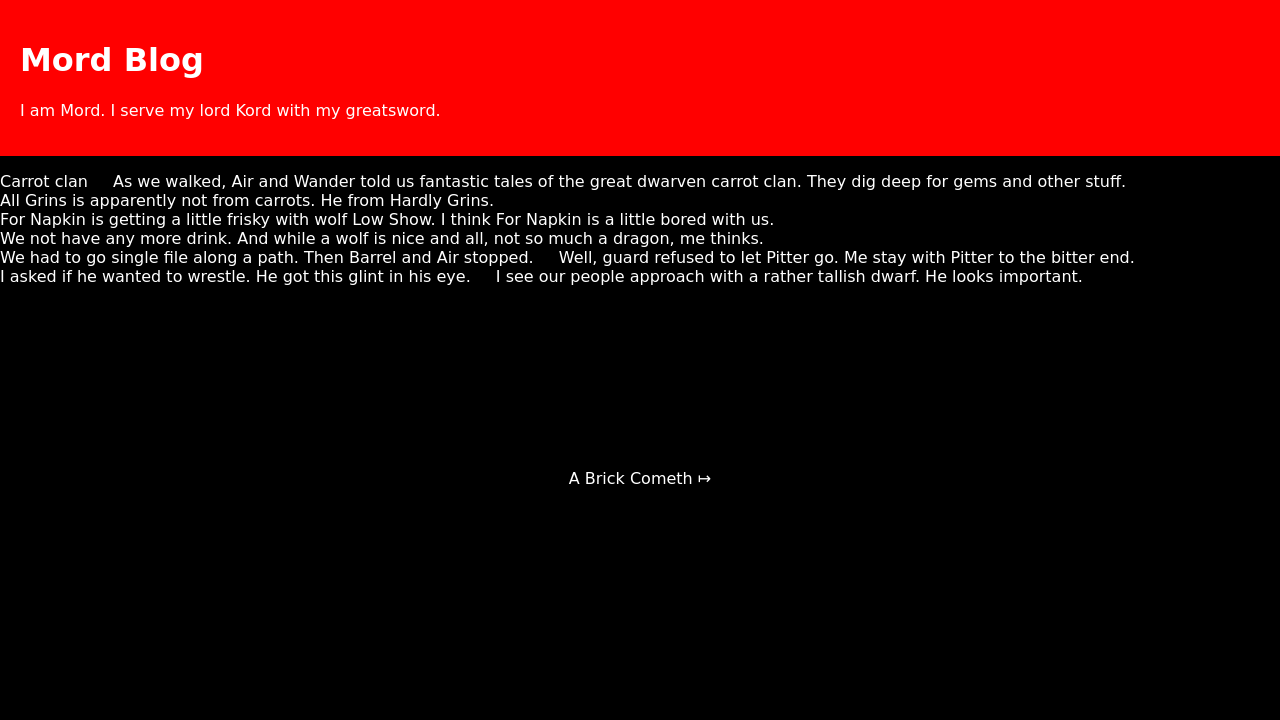 Mord Blog
I am Mord. I serve my lord Kord with my greatsword.
Carrot clan As we walked, Air and Wander told us fantastic tales of the great dwarven carrot clan. They dig deep for gems and other stuff.
All Grins is apparently not from carrots. He from Hardly Grins.
For Napkin is getting a little frisky with wolf Low Show. I think For Napkin is a little bored with us.
We not have any more drink. And while a wolf is nice and all, not so much a dragon, me thinks.
We had to go single file along a path. Then Barrel and Air stopped. Well, guard refused to let Pitter go. Me stay with Pitter to the bitter end.
I asked if he wanted to wrestle. He got this glint in his eye. I see our people approach with a rather tallish dwarf. He looks important.
A Brick Cometh ↦